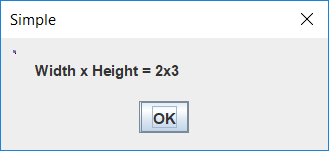 Simple
Width x Height = 2x3
OK